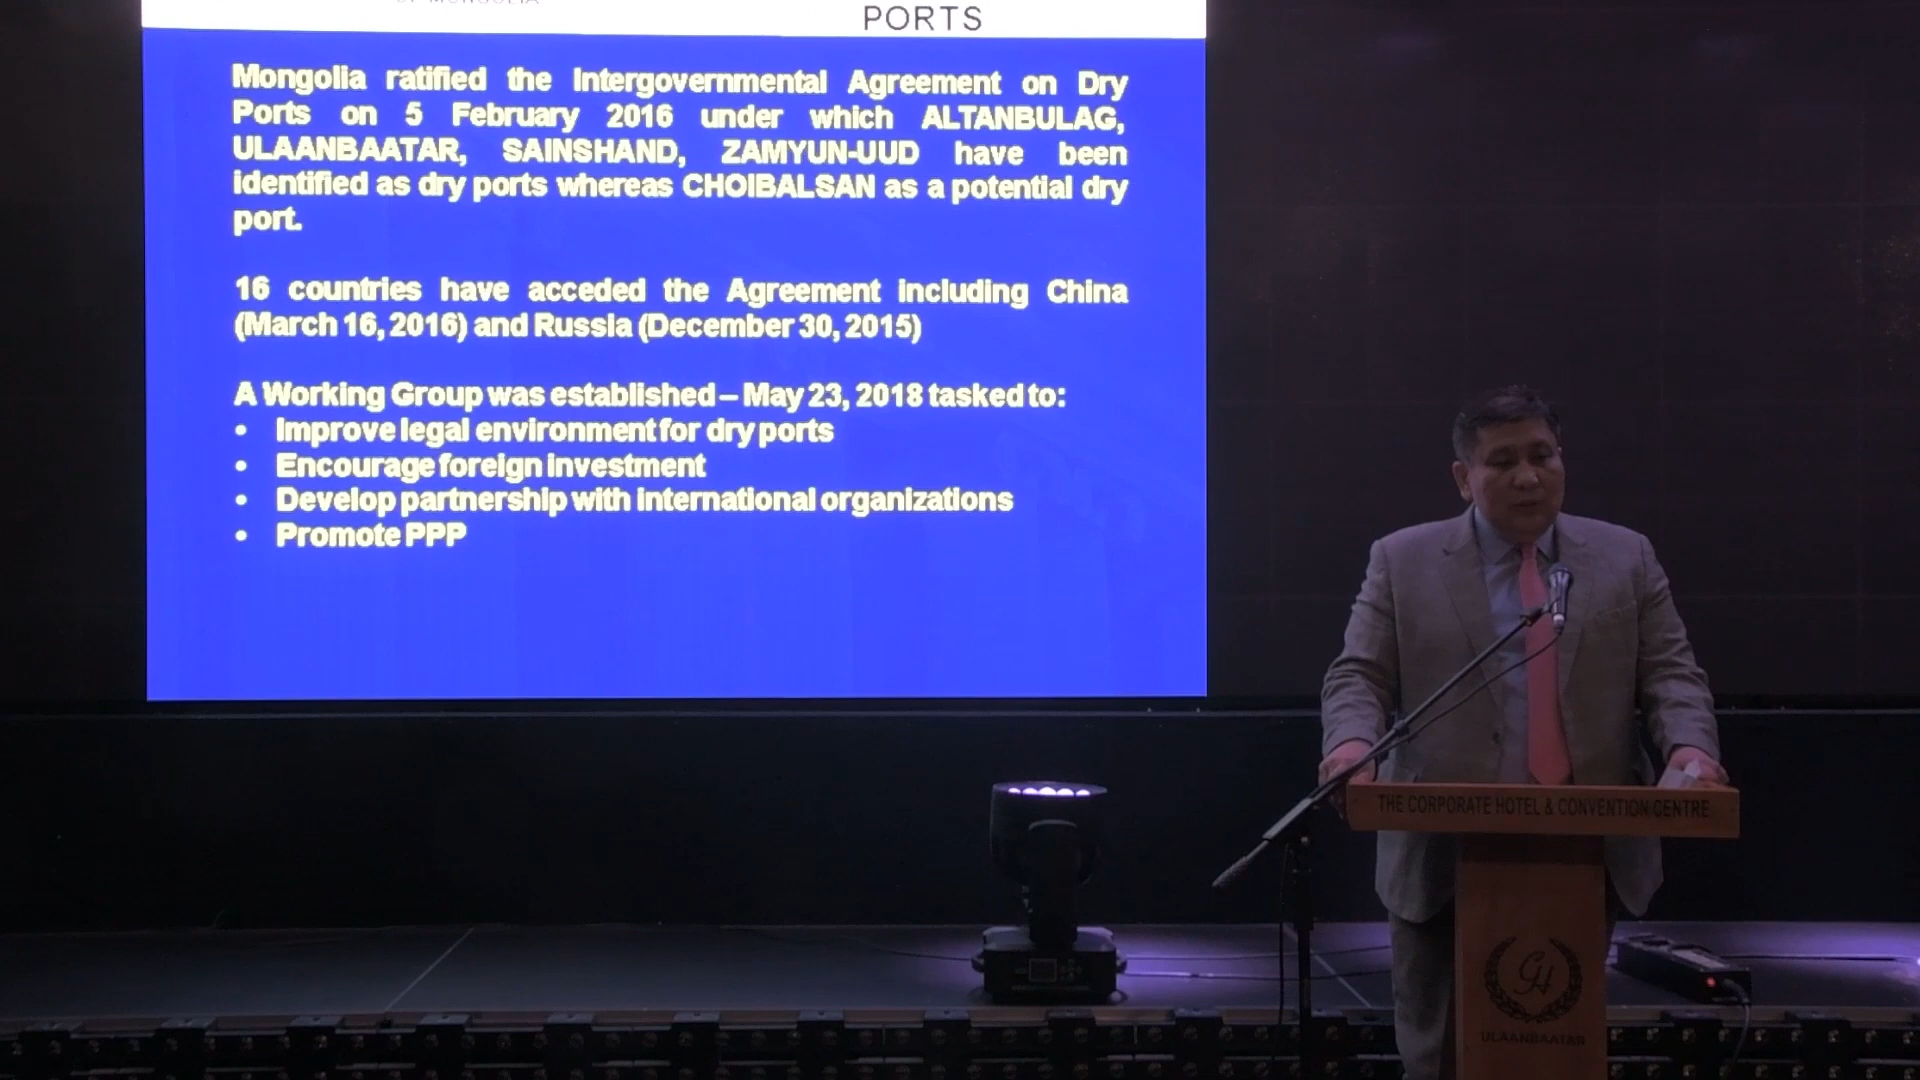 OF MONGOLIA
PORTS
Mongolia ratified the Intergovernmental Agreement on Dry
Ports on 5 February 2016 under which ALTANBULAG,
ULAANBAATAR, SAINSHAND, ZAMYUN-UUD have been
identified as dry ports whereas CHOIBALSAN as a potential dry
port.
16 countries have acceded the Agreement including China
(March 16, 2016) and Russia (December 30, 2015)
A Working Group was established – May 23, 2018 tasked to:
• Improve legal environment for dry ports
• Encourage foreign investment
• Develop partnership with international organizations
• Promote PPP
THE CORPORATE HOTEL & CONVENTION CENTRE
CH
ULAANBAATAR